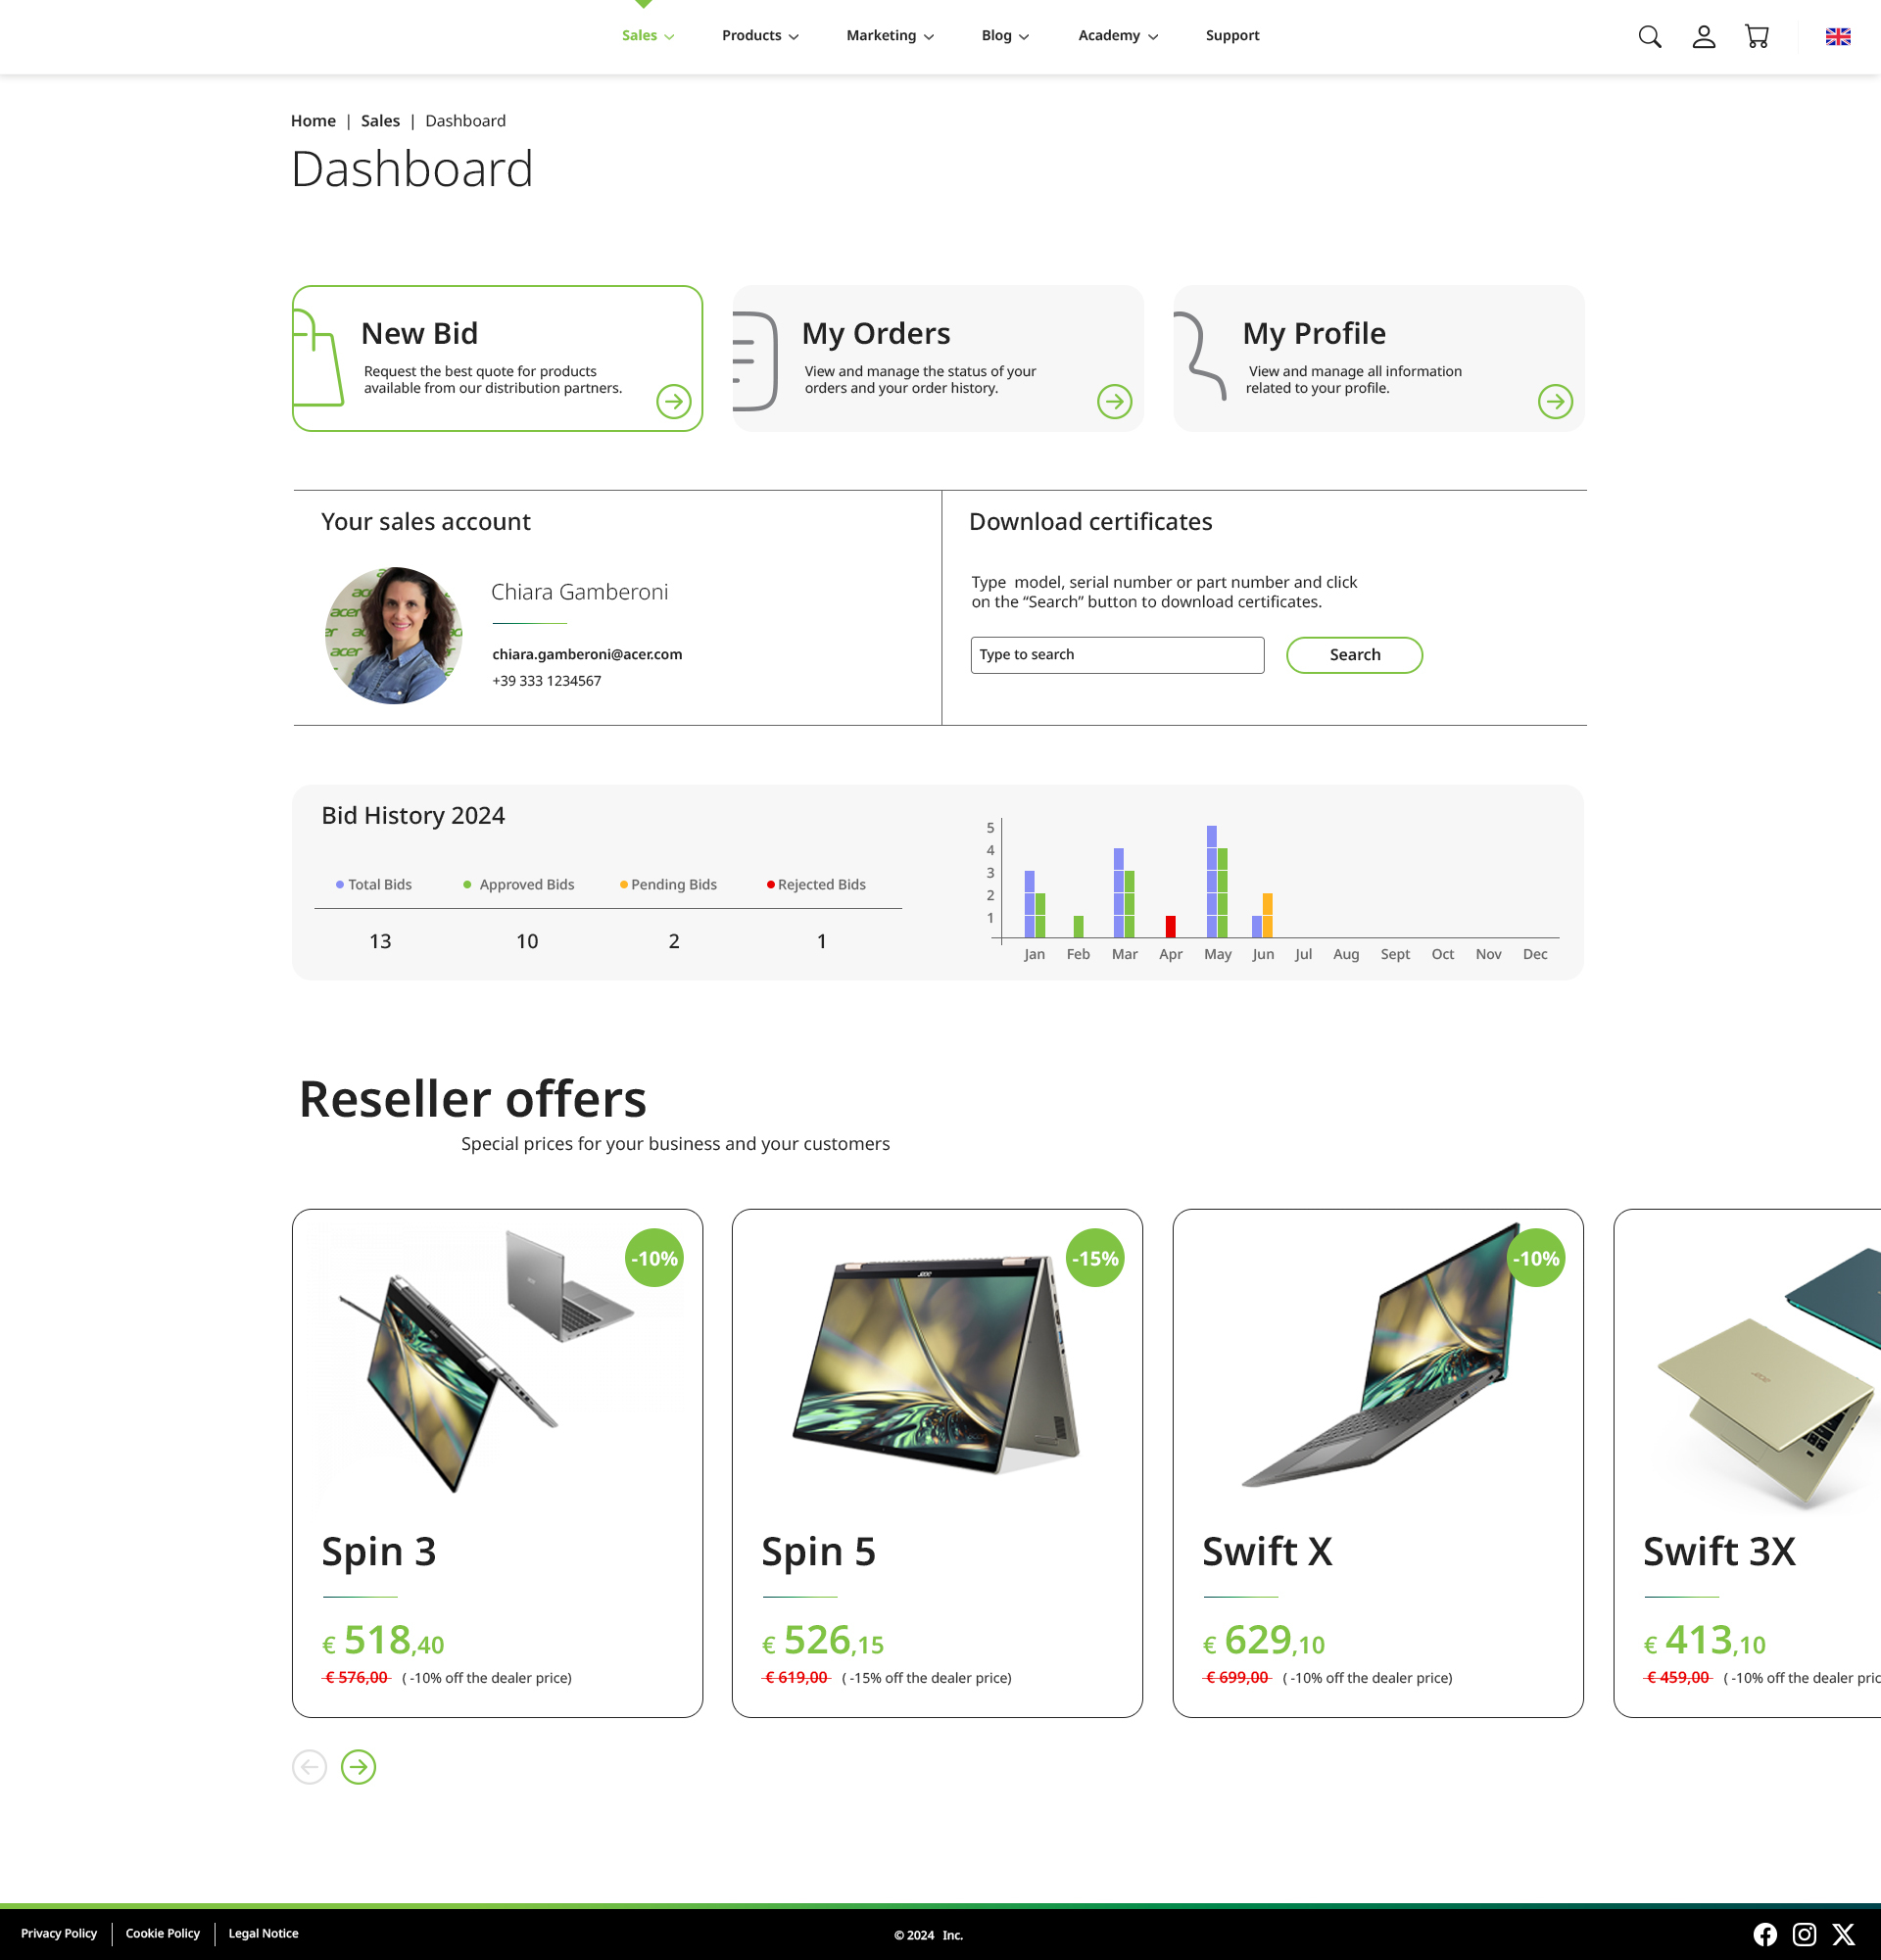 Sales Products Marketing Blog Academy Support
Home | Sales | Dashboard
Dashboard
New Bid
Request the best quote for products
available from our distribution partners.
My Orders
View and manage the status of your
orders and your order history.
My Profile
View and manage all information
related to your profile.
Your sales account
acer
acer
acer
Chiara Gamberoni
chiara.gamberoni@acer.com
+39 333 1234567
Download certificates
Type model, serial number or part number and click
on the “Search” button to download certificates.
Type to search
Search
Bid History 2024
Total Bids Approved Bids Pending Bids Rejected Bids
13 10 2 1
5
4
3
2
1
Jan Feb Mar Apr May Jun Jul Aug Sept Oct Nov Dec
Reseller offers
Special prices for your business and your customers
-10%
Spin 3
€ 518,40
€ 576,00 ( -10% off the dealer price)
-15%
acer
Spin 5
€ 526,15
€ 619,00 ( -15% off the dealer price)
-10%
Swift X
€ 629,10
€ 699,00 ( -10% off the dealer price)
Swift 3X
€ 413,10
€ 459,00 ( -10% off the dealer pric
Privacy Policy | Cookie Policy | Legal Notice
© 2024 Inc.